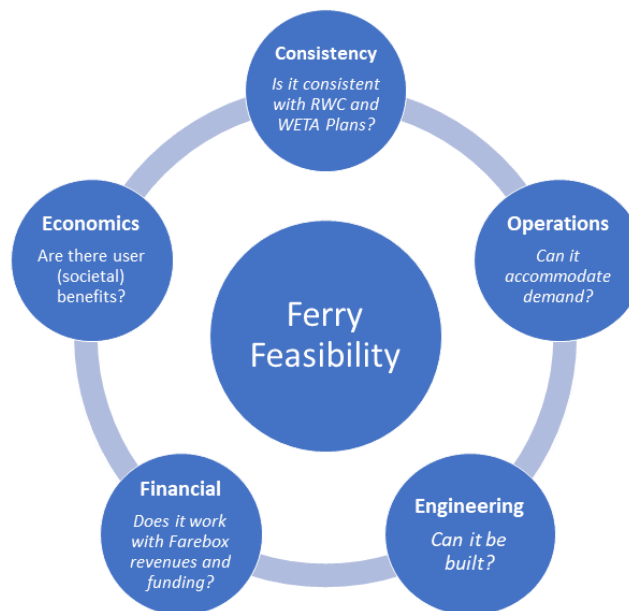 Consistency
Is it consistent
with RWC and
WETA Plans?
Operations
Can it
accommodate
demand?
Engineering
Can it be
built?
Financial
Does it work
with Farebox
revenues and
funding?
Economics
Are there user
(societal)
benefits?
Ferry
Feasibility